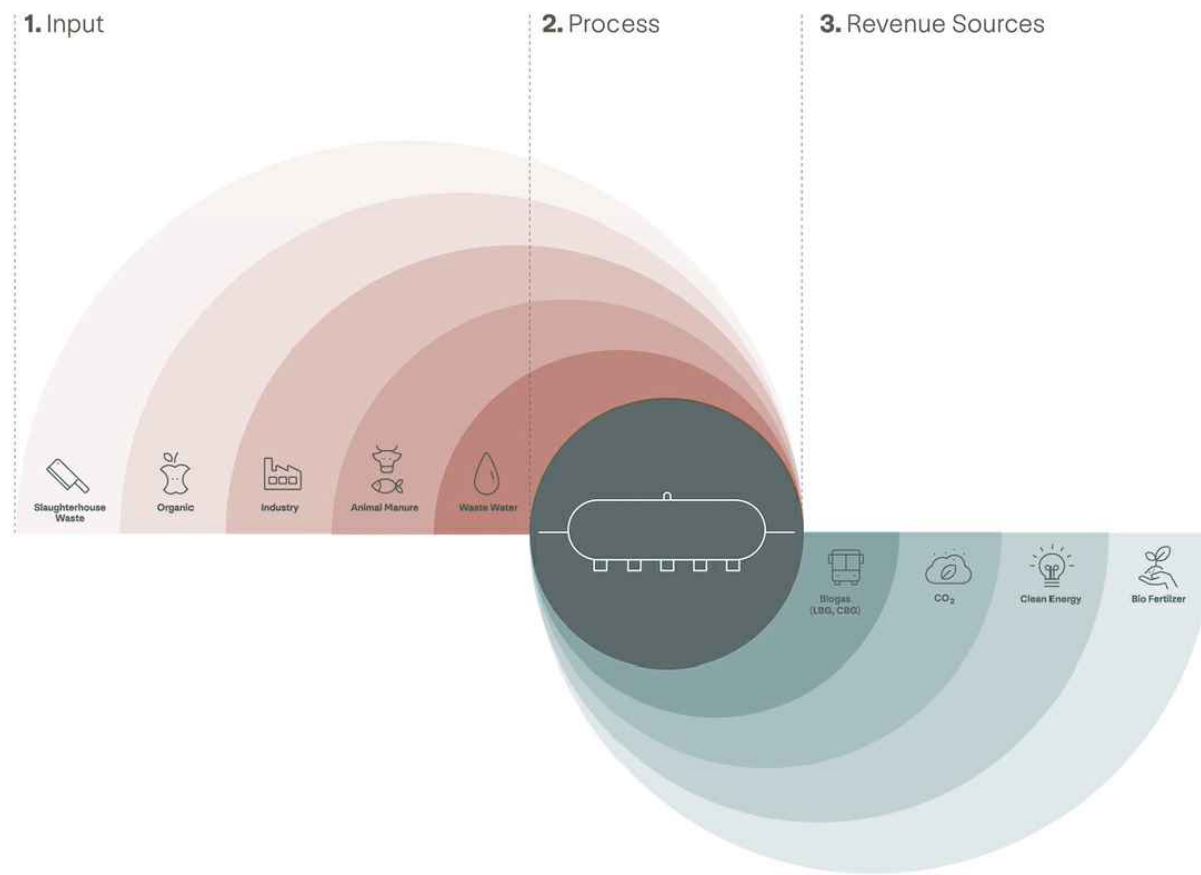 1. Input
2. Process
3. Revenue Sources
Slaughterhouse
Waste
Organic
Industry
Animal Manure
Waste Water
Biogas
(LBG, CBG)
CO₂
Clean Energy
Bio Fertilzer